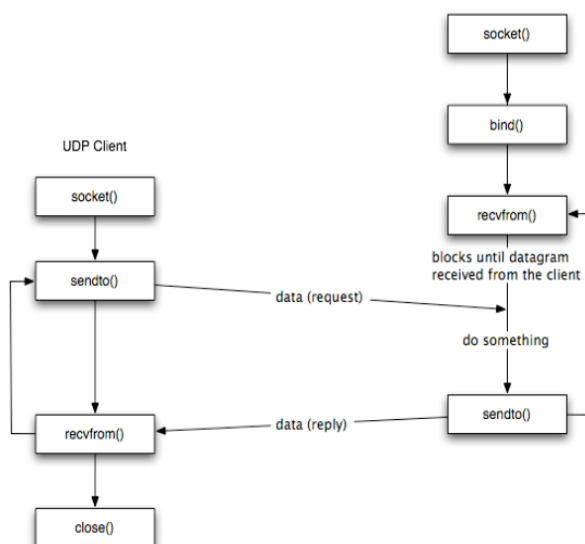 socket()
bind()
UDP Client
socket()
recvfrom()
blocks until datagram
received from the client
sendto()
data (request)
do something
sendto()
recvfrom()
data (reply)
close()